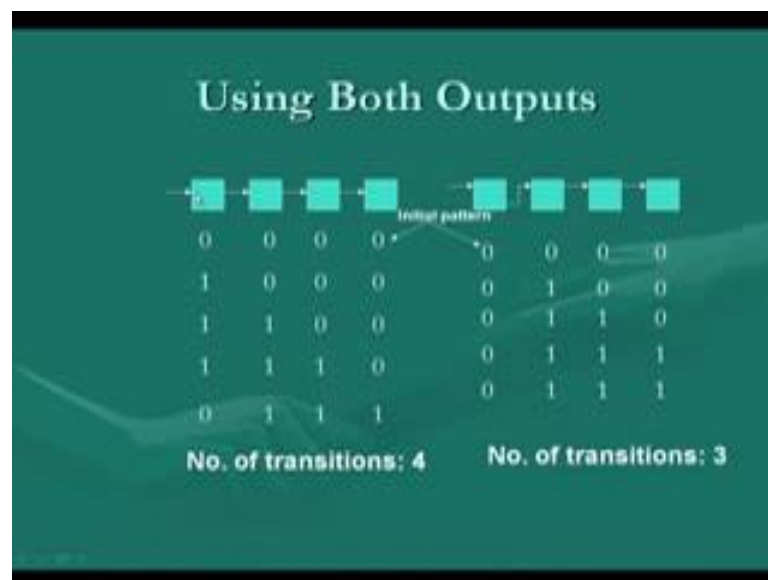 Using Both Outputs
Initial pattern
0 0 0 0
1 0 0 0
1 1 0 0
1 1 1 0
0 1 1 1
No. of transitions: 4
0 0 0 0
0 1 0 0
0 1 1 0
0 1 1 1
0 1 1 1
No. of transitions: 3